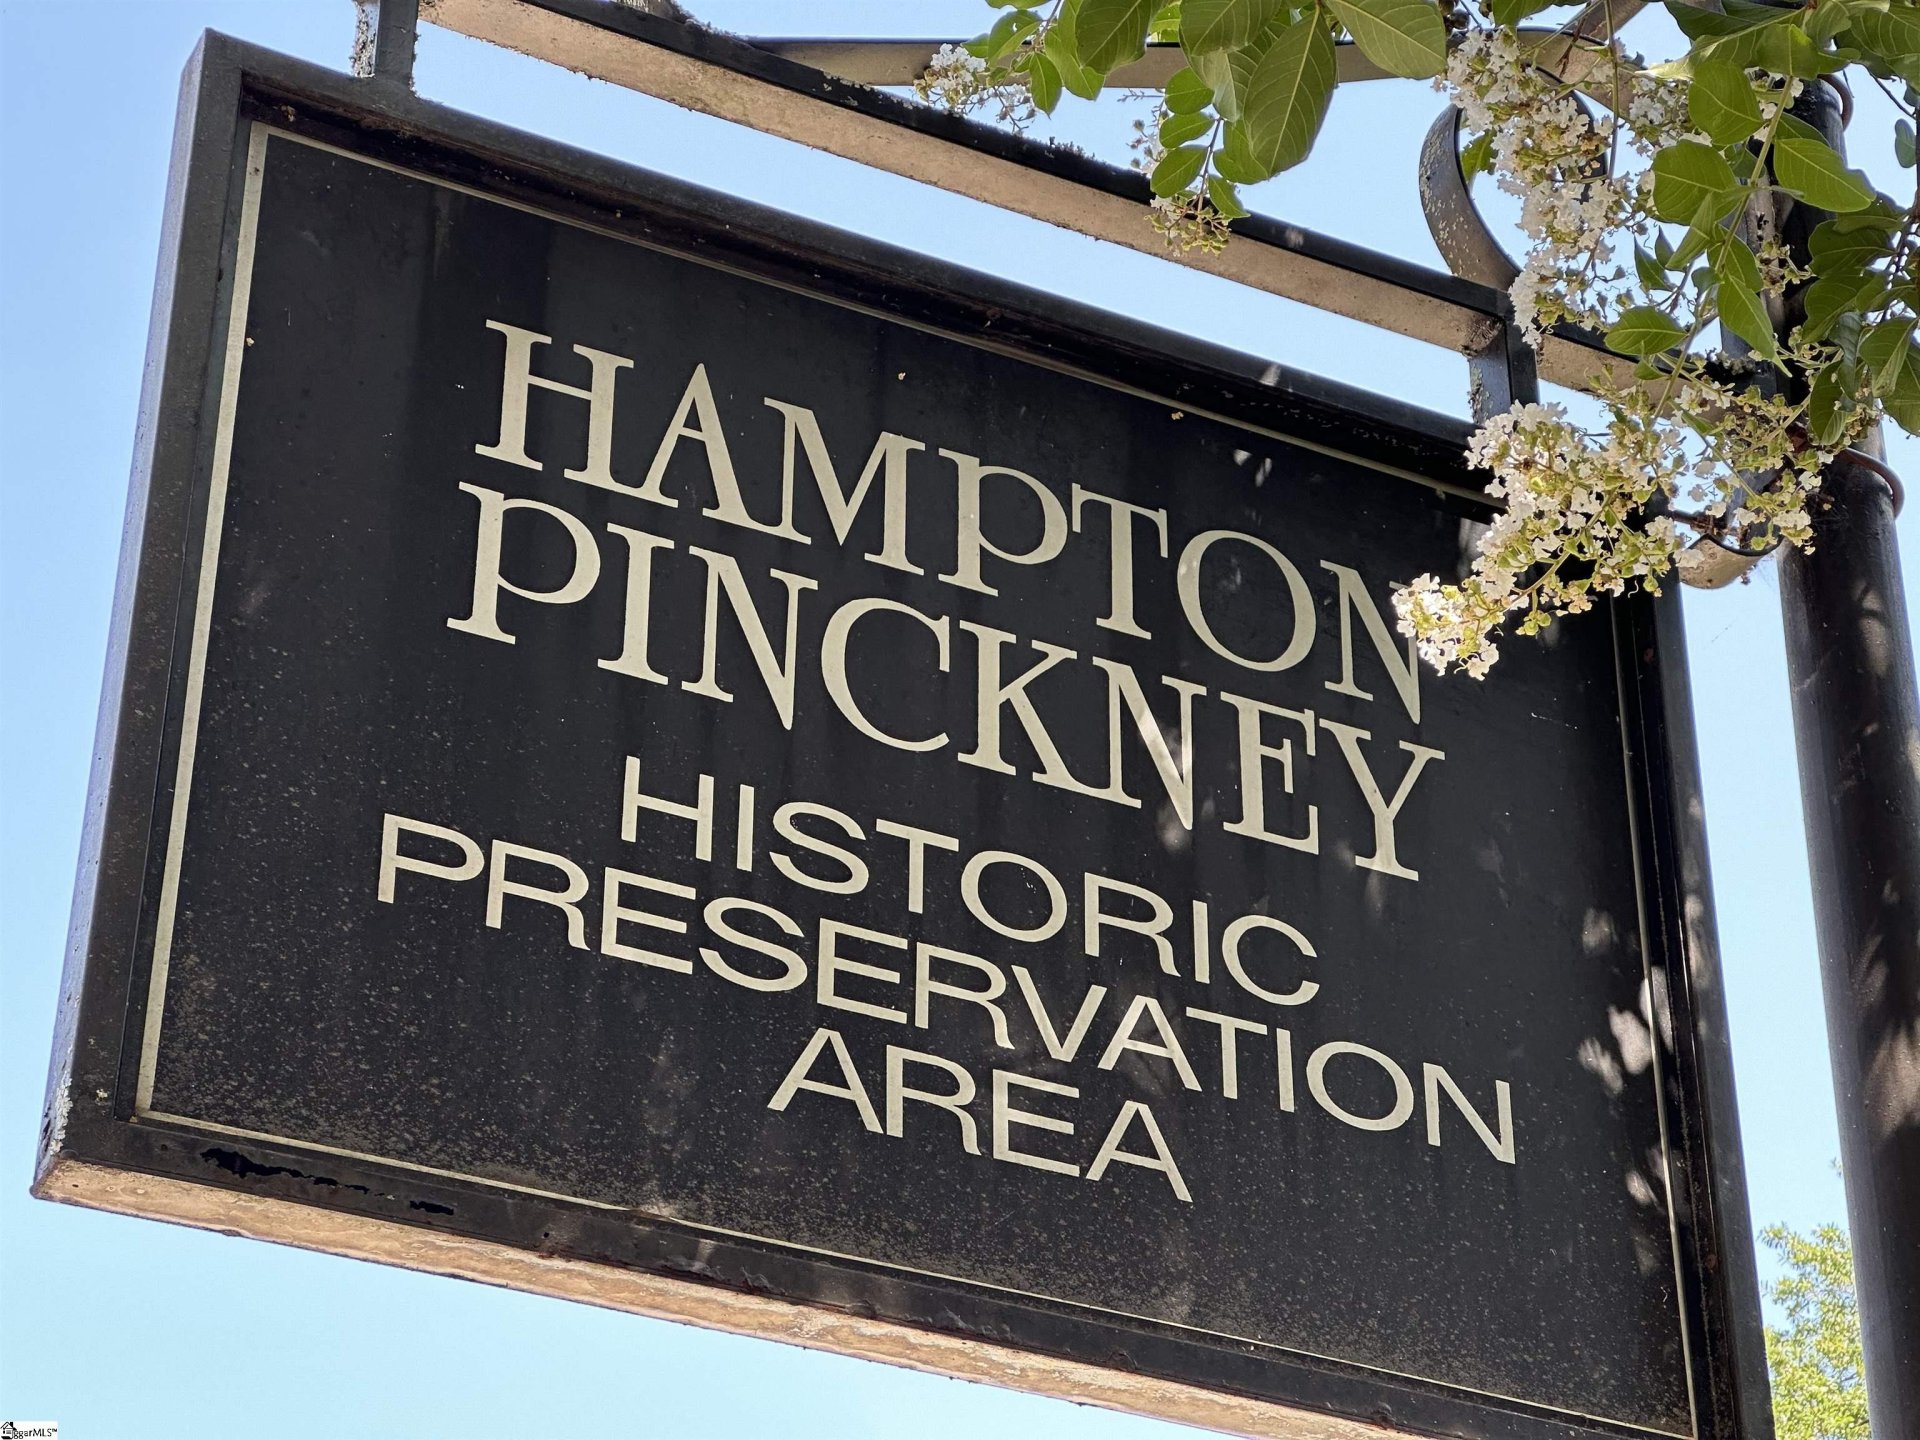 HAMPTON
PINCKNEY
HISTORIC
PRESERVATION
AREA